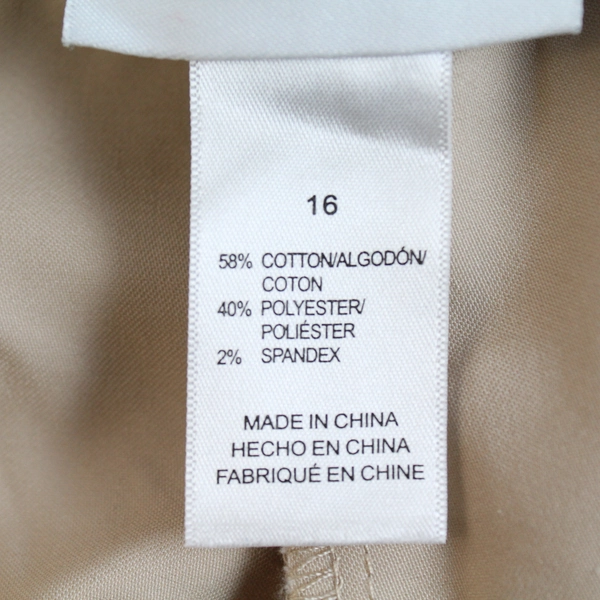 16
58% COTTON/ALGODÓN/
COTON
40% POLYESTER/
POLIÉSTER
2% SPANDEX
MADE IN CHINA
HECHO EN CHINA
FABRIQUÉ EN CHINE